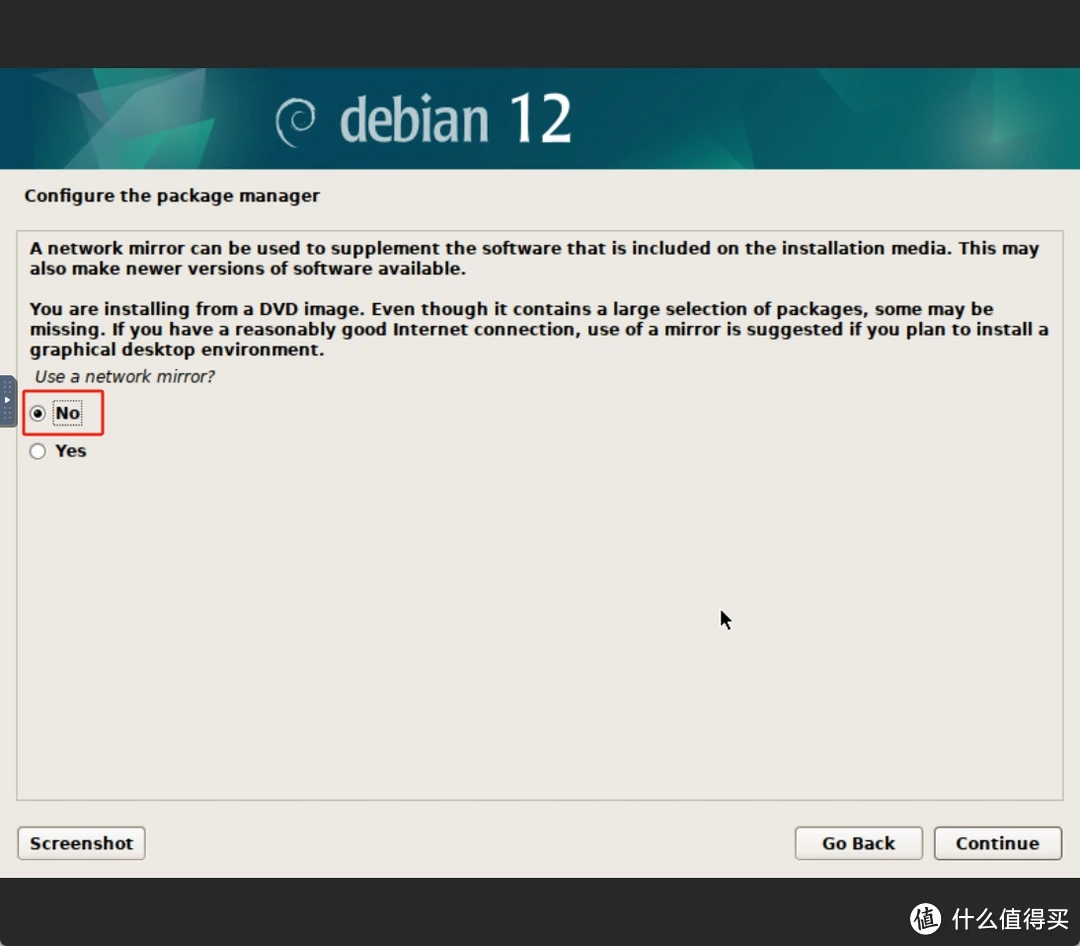 debian 12
Configure the package manager
A network mirror can be used to supplement the software that is included on the installation media. This may
also make newer versions of software available.
You are installing from a DVD image. Even though it contains a large selection of packages, some may be
missing. If you have a reasonably good Internet connection, use of a mirror is suggested if you plan to install a
graphical desktop environment.
Use a network mirror?
No
Yes
Screenshot
Go Back
Continue
值 什么值得买